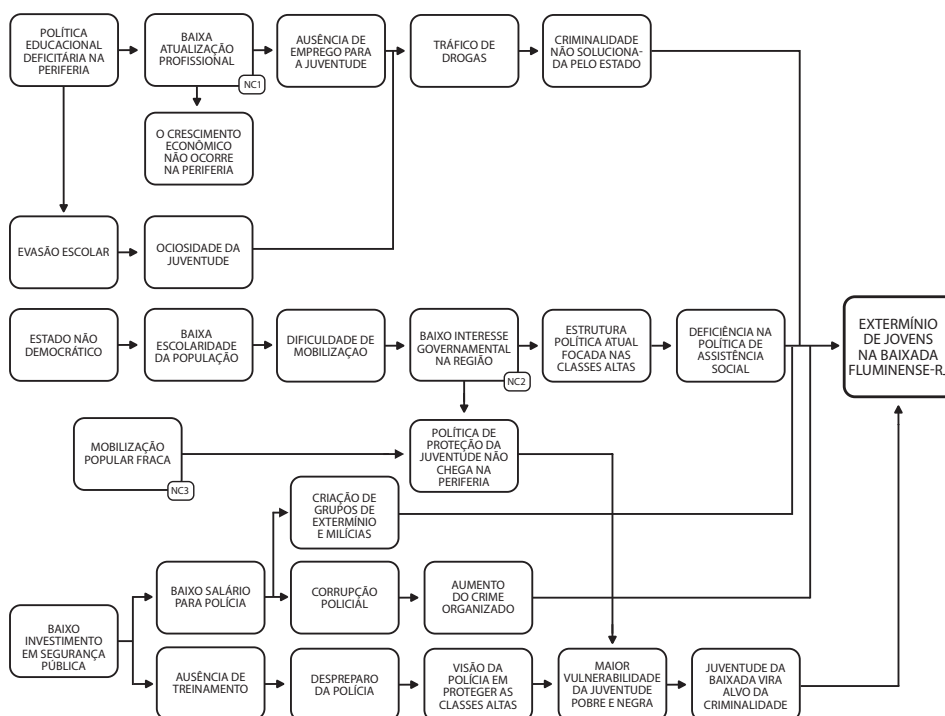 POLÍTICA
EDUCACIONAL
DEFICITÁRIA NA
PERIFERIA
BAIXA
ATUALIZAÇÃO
PROFISSIONAL
NC1
AUSÊNCIA DE
EMPREGO PARA
A JUVENTUDE
TRÁFICO DE
DROGAS
CRIMINALIDADE
NÃO SOLUCIONA-
DA PELO ESTADO
O CRESCIMENTO
ECONÔMICO
NÃO OCORRE
NA PERIFERIA
EVASÃO ESCOLAR
OCIOSIDADE DA
JUVENTUDE
ESTADO NÃO
DEMOCRÁTICO
BAIXA
ESCOLARIDADE
DA POPULAÇÃO
DIFICULDADE DE
MOBILIZAÇAO
BAIXO INTERESSE
GOVERNAMENTAL
NA REGIÃO
NC2
ESTRUTURA
POLÍTICA ATUAL
FOCADA NAS
CLASSES ALTAS
DEFICIÊNCIA NA
POLÍTICA DE
ASSISTÊNCIA
SOCIAL
EXTERMÍNIO
DE JOVENS
NA BAIXADA
FLUMINENSE-RJ
MOBILIZAÇÃO
POPULAR FRACA
NC3
POLÍTICA DE
PROTEÇÃO DA
JUVENTUDE NÃO
CHEGA NA
PERIFERIA
CRIAÇÃO DE
GRUPOS DE
EXTERMÍNIO
E MILÍCIAS
BAIXO
INVESTIMENTO
EM SEGURANÇA
PÚBLICA
BAIXO SALÁRIO
PARA POLÍCIA
CORRUPÇÃO
POLICIAL
AUMENTO
DO CRIME
ORGANIZADO
AUSÊNCIA DE
TREINAMENTO
DESPREPARO
DA POLÍCIA
VISÃO DA
POLÍCIA EM
PROTEGER AS
CLASSES ALTAS
MAIOR
VULNERABILIDADE
DA JUVENTUDE
POBRE E NEGRA
JUVENTUDE DA
BAIXADA VIRA
ALVO DA
CRIMINALIDADE